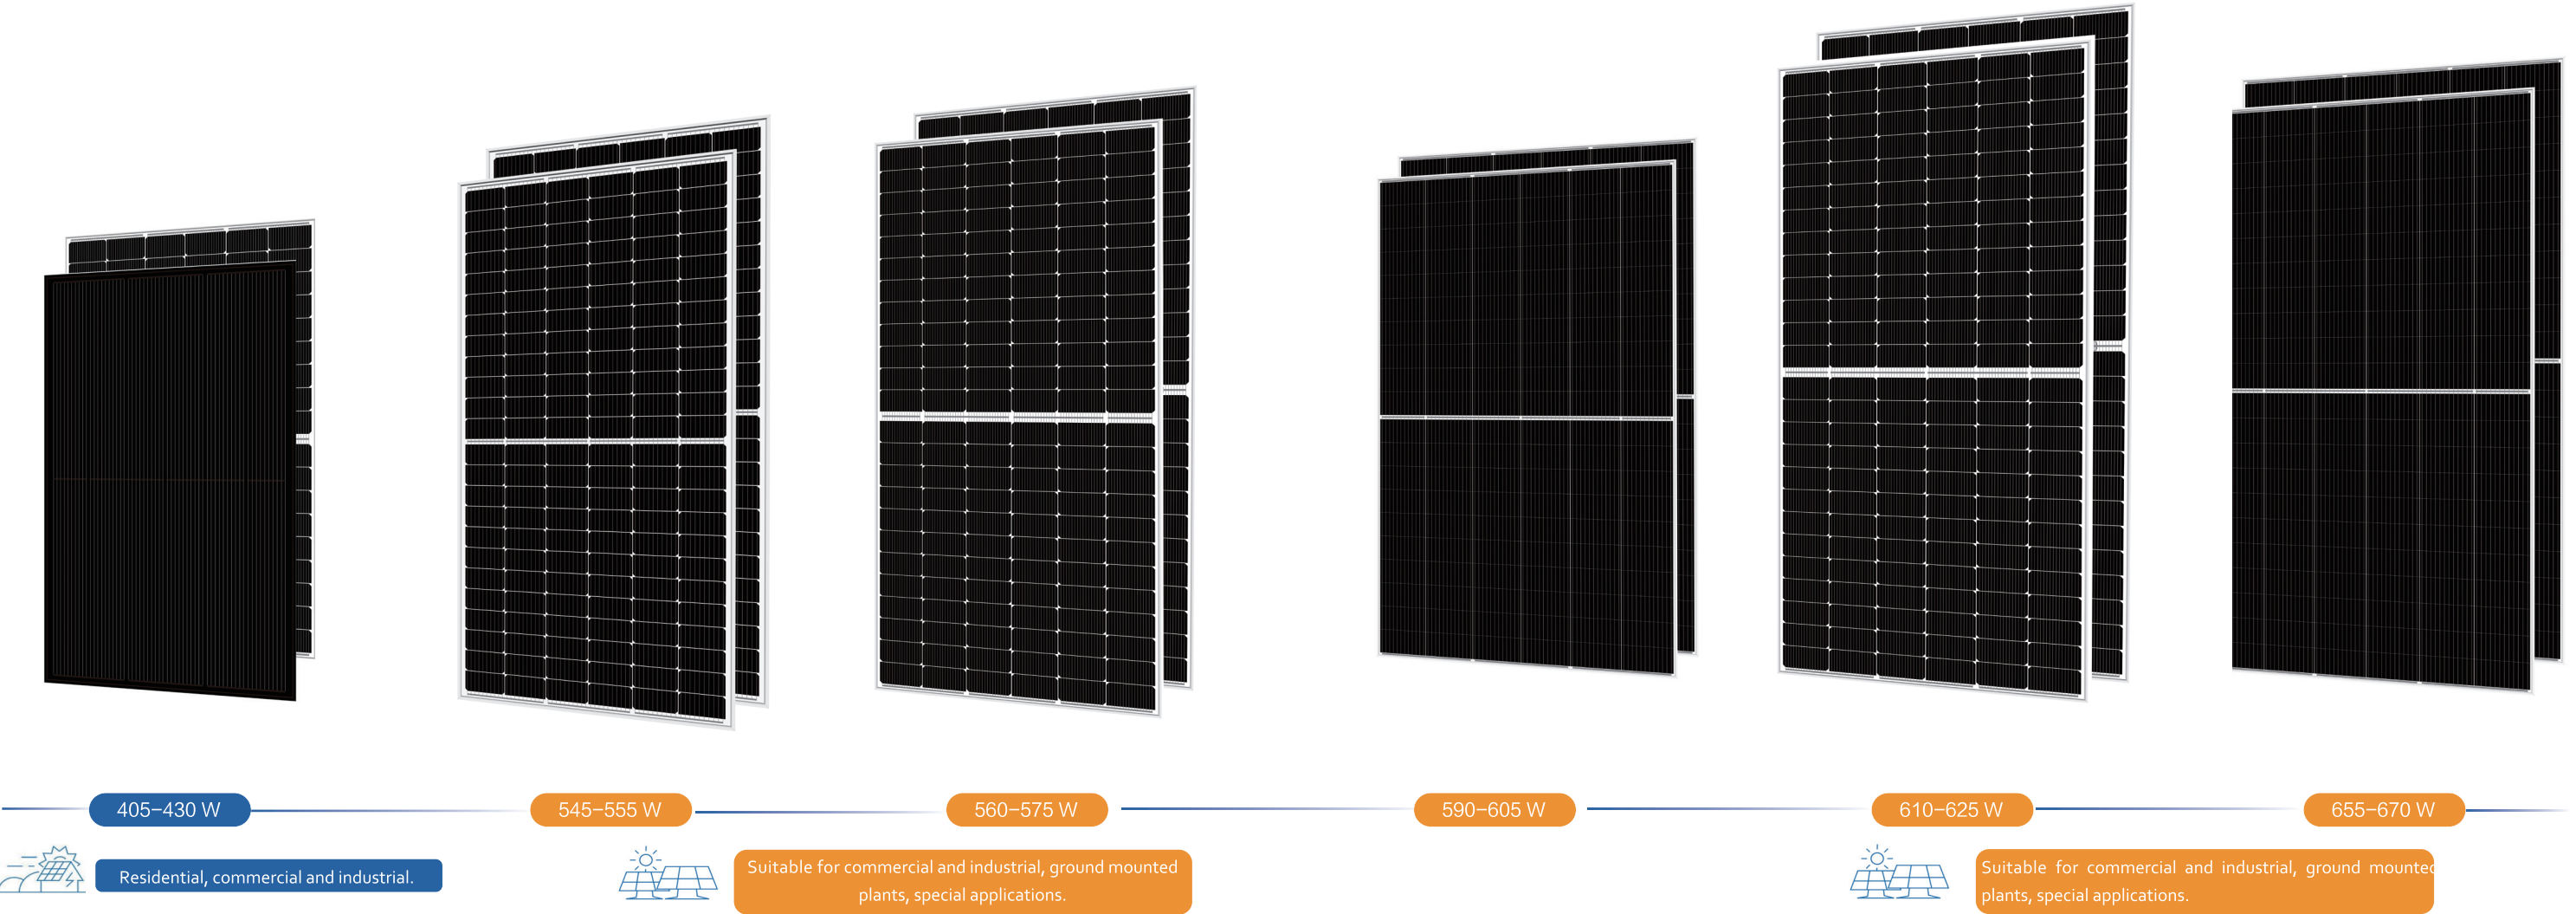 405-430 W
545-555 W
560-575 W
590-605 W
610-625 W
655-670 W
Residential, commercial and industrial.
Suitable for commercial and industrial, ground mounted
plants, special applications.
Suitable for commercial and industrial, ground mounted
plants, special applications.